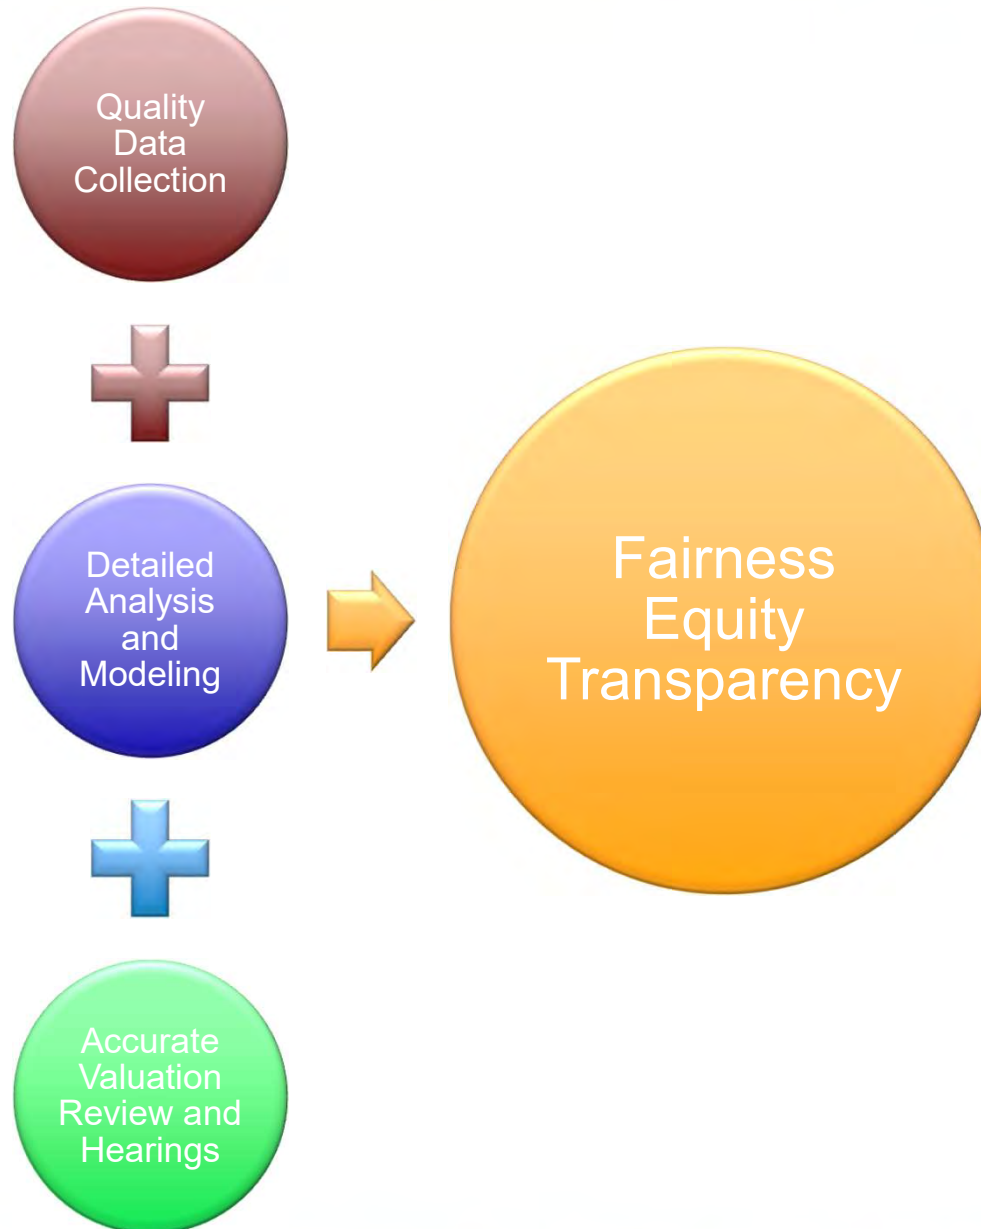 Quality
Data
Collection
Detailed
Analysis
and
Modeling
Accurate
Valuation
Review and
Hearings
Fairness
Equity
Transparency